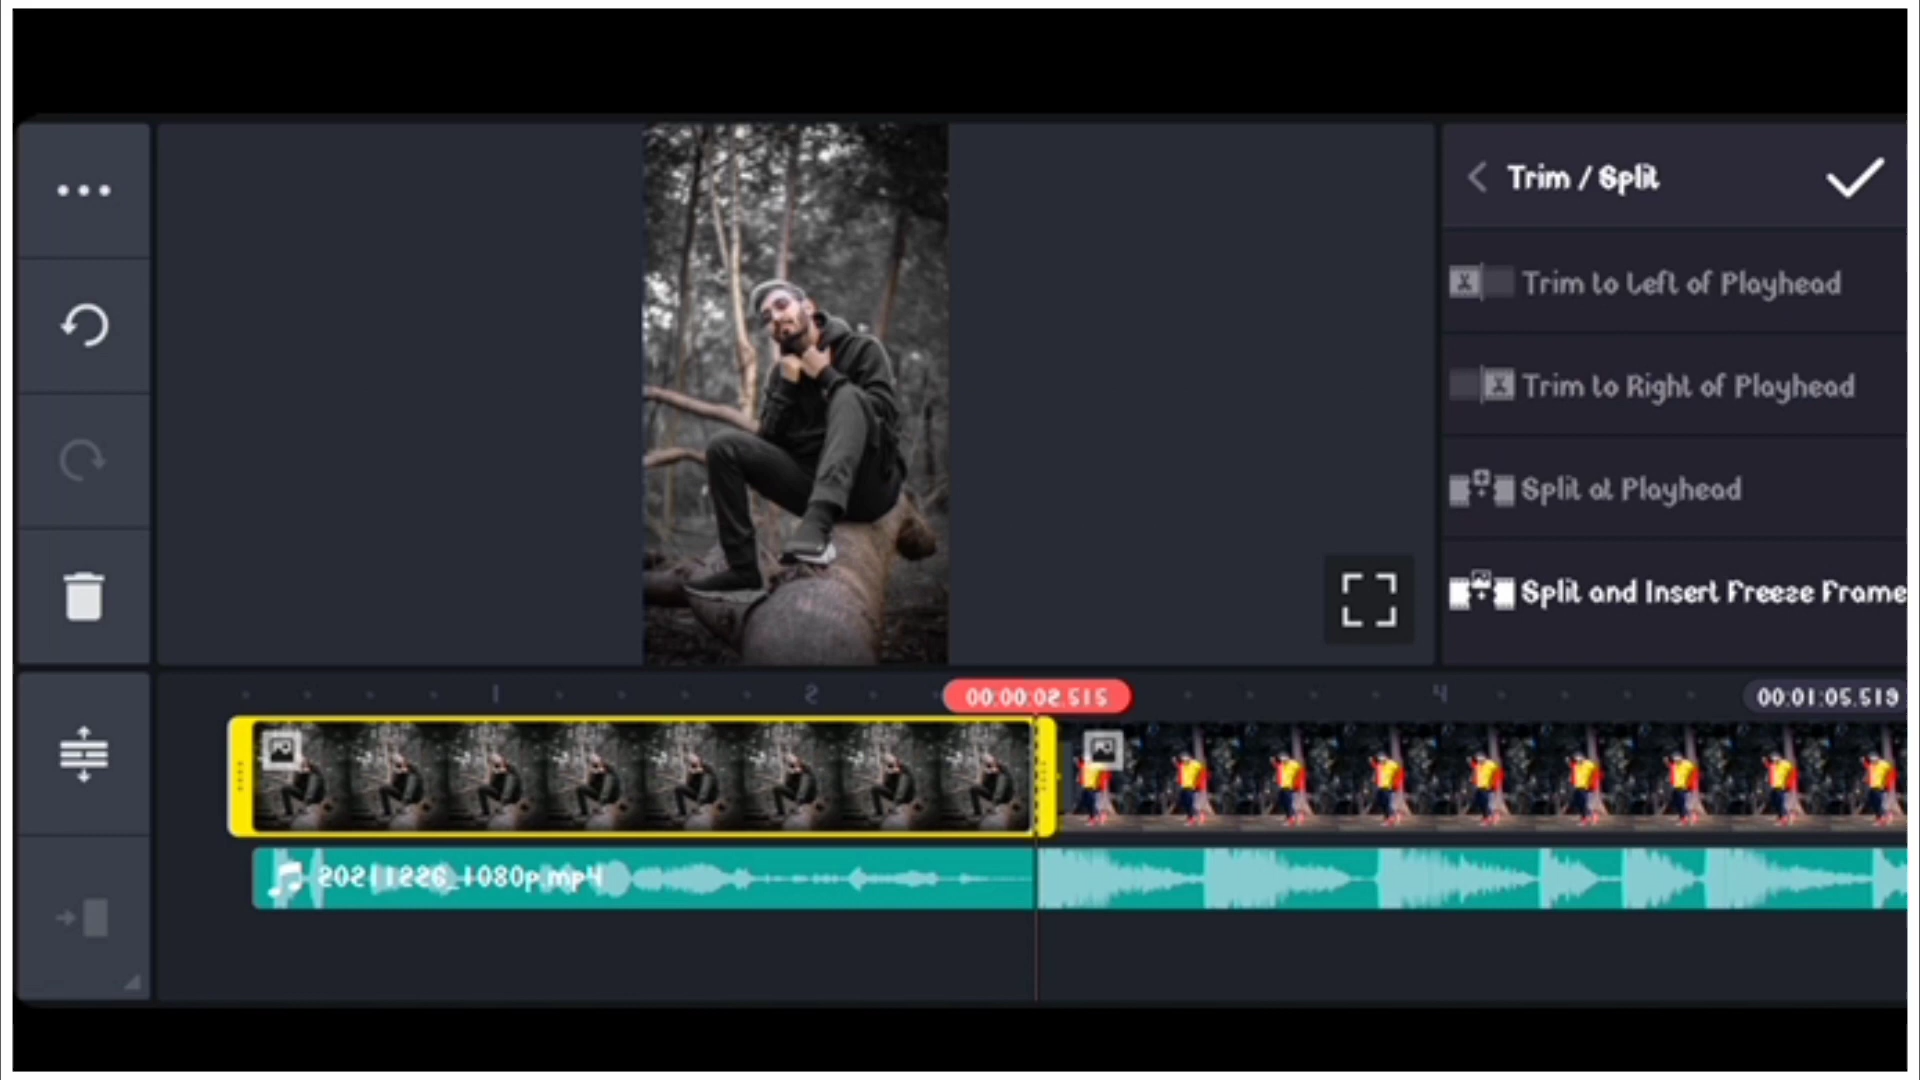 Trim / Split
Trim to Left of Playhead
Trim to Right of Playhead
Split at Playhead
Split and Insert Freeze Frame
1
2
00:00:02.515
4
00:01:05.519
20211226_1080p.mp4